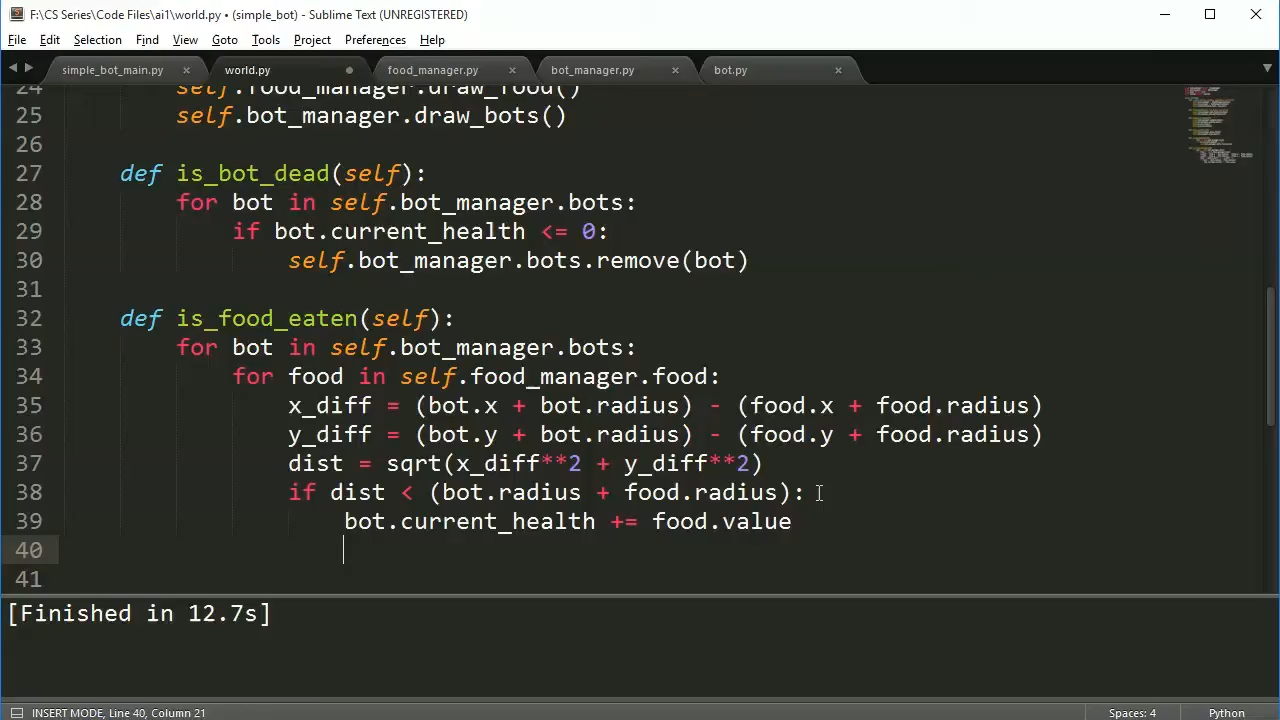 F:\CS Series\Code Files\ai1\world.py • (simple_bot) - Sublime Text (UNREGISTERED)
File Edit Selection Find View Goto Tools Project Preferences Help
simple_bot_main.py world.py food_manager.py bot_manager.py bot.py
24 self.food_manager.draw_food()
25 self.bot_manager.draw_bots()
26
27 def is_bot_dead(self):
28 for bot in self.bot_manager.bots:
29 if bot.current_health <= 0:
30 self.bot_manager.bots.remove(bot)
31
32 def is_food_eaten(self):
33 for bot in self.bot_manager.bots:
34 for food in self.food_manager.food:
35 x_diff = (bot.x + bot.radius) - (food.x + food.radius)
36 y_diff = (bot.y + bot.radius) - (food.y + food.radius)
37 dist = sqrt(x_diff**2 + y_diff**2)
38 if dist < (bot.radius + food.radius):
39 bot.current_health += food.value
40
41
[Finished in 12.7s]
INSERT MODE, Line 40, Column 21 Spaces: 4 Python